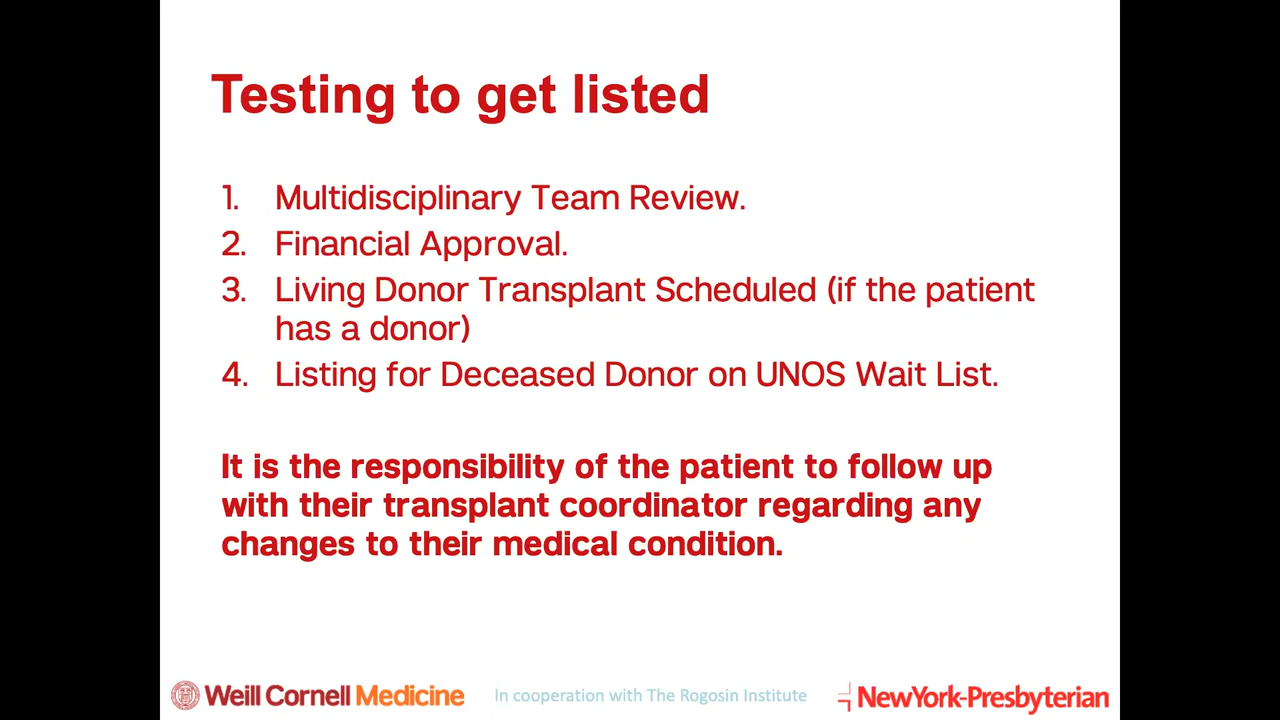 Testing to get listed
1. Multidisciplinary Team Review.
2. Financial Approval.
3. Living Donor Transplant Scheduled (if the patient
has a donor)
4. Listing for Deceased Donor on UNOS Wait List.
It is the responsibility of the patient to follow up
with their transplant coordinator regarding any
changes to their medical condition.
Weill Cornell Medicine In cooperation with The Rogosin Institute NewYork-Presbyterian